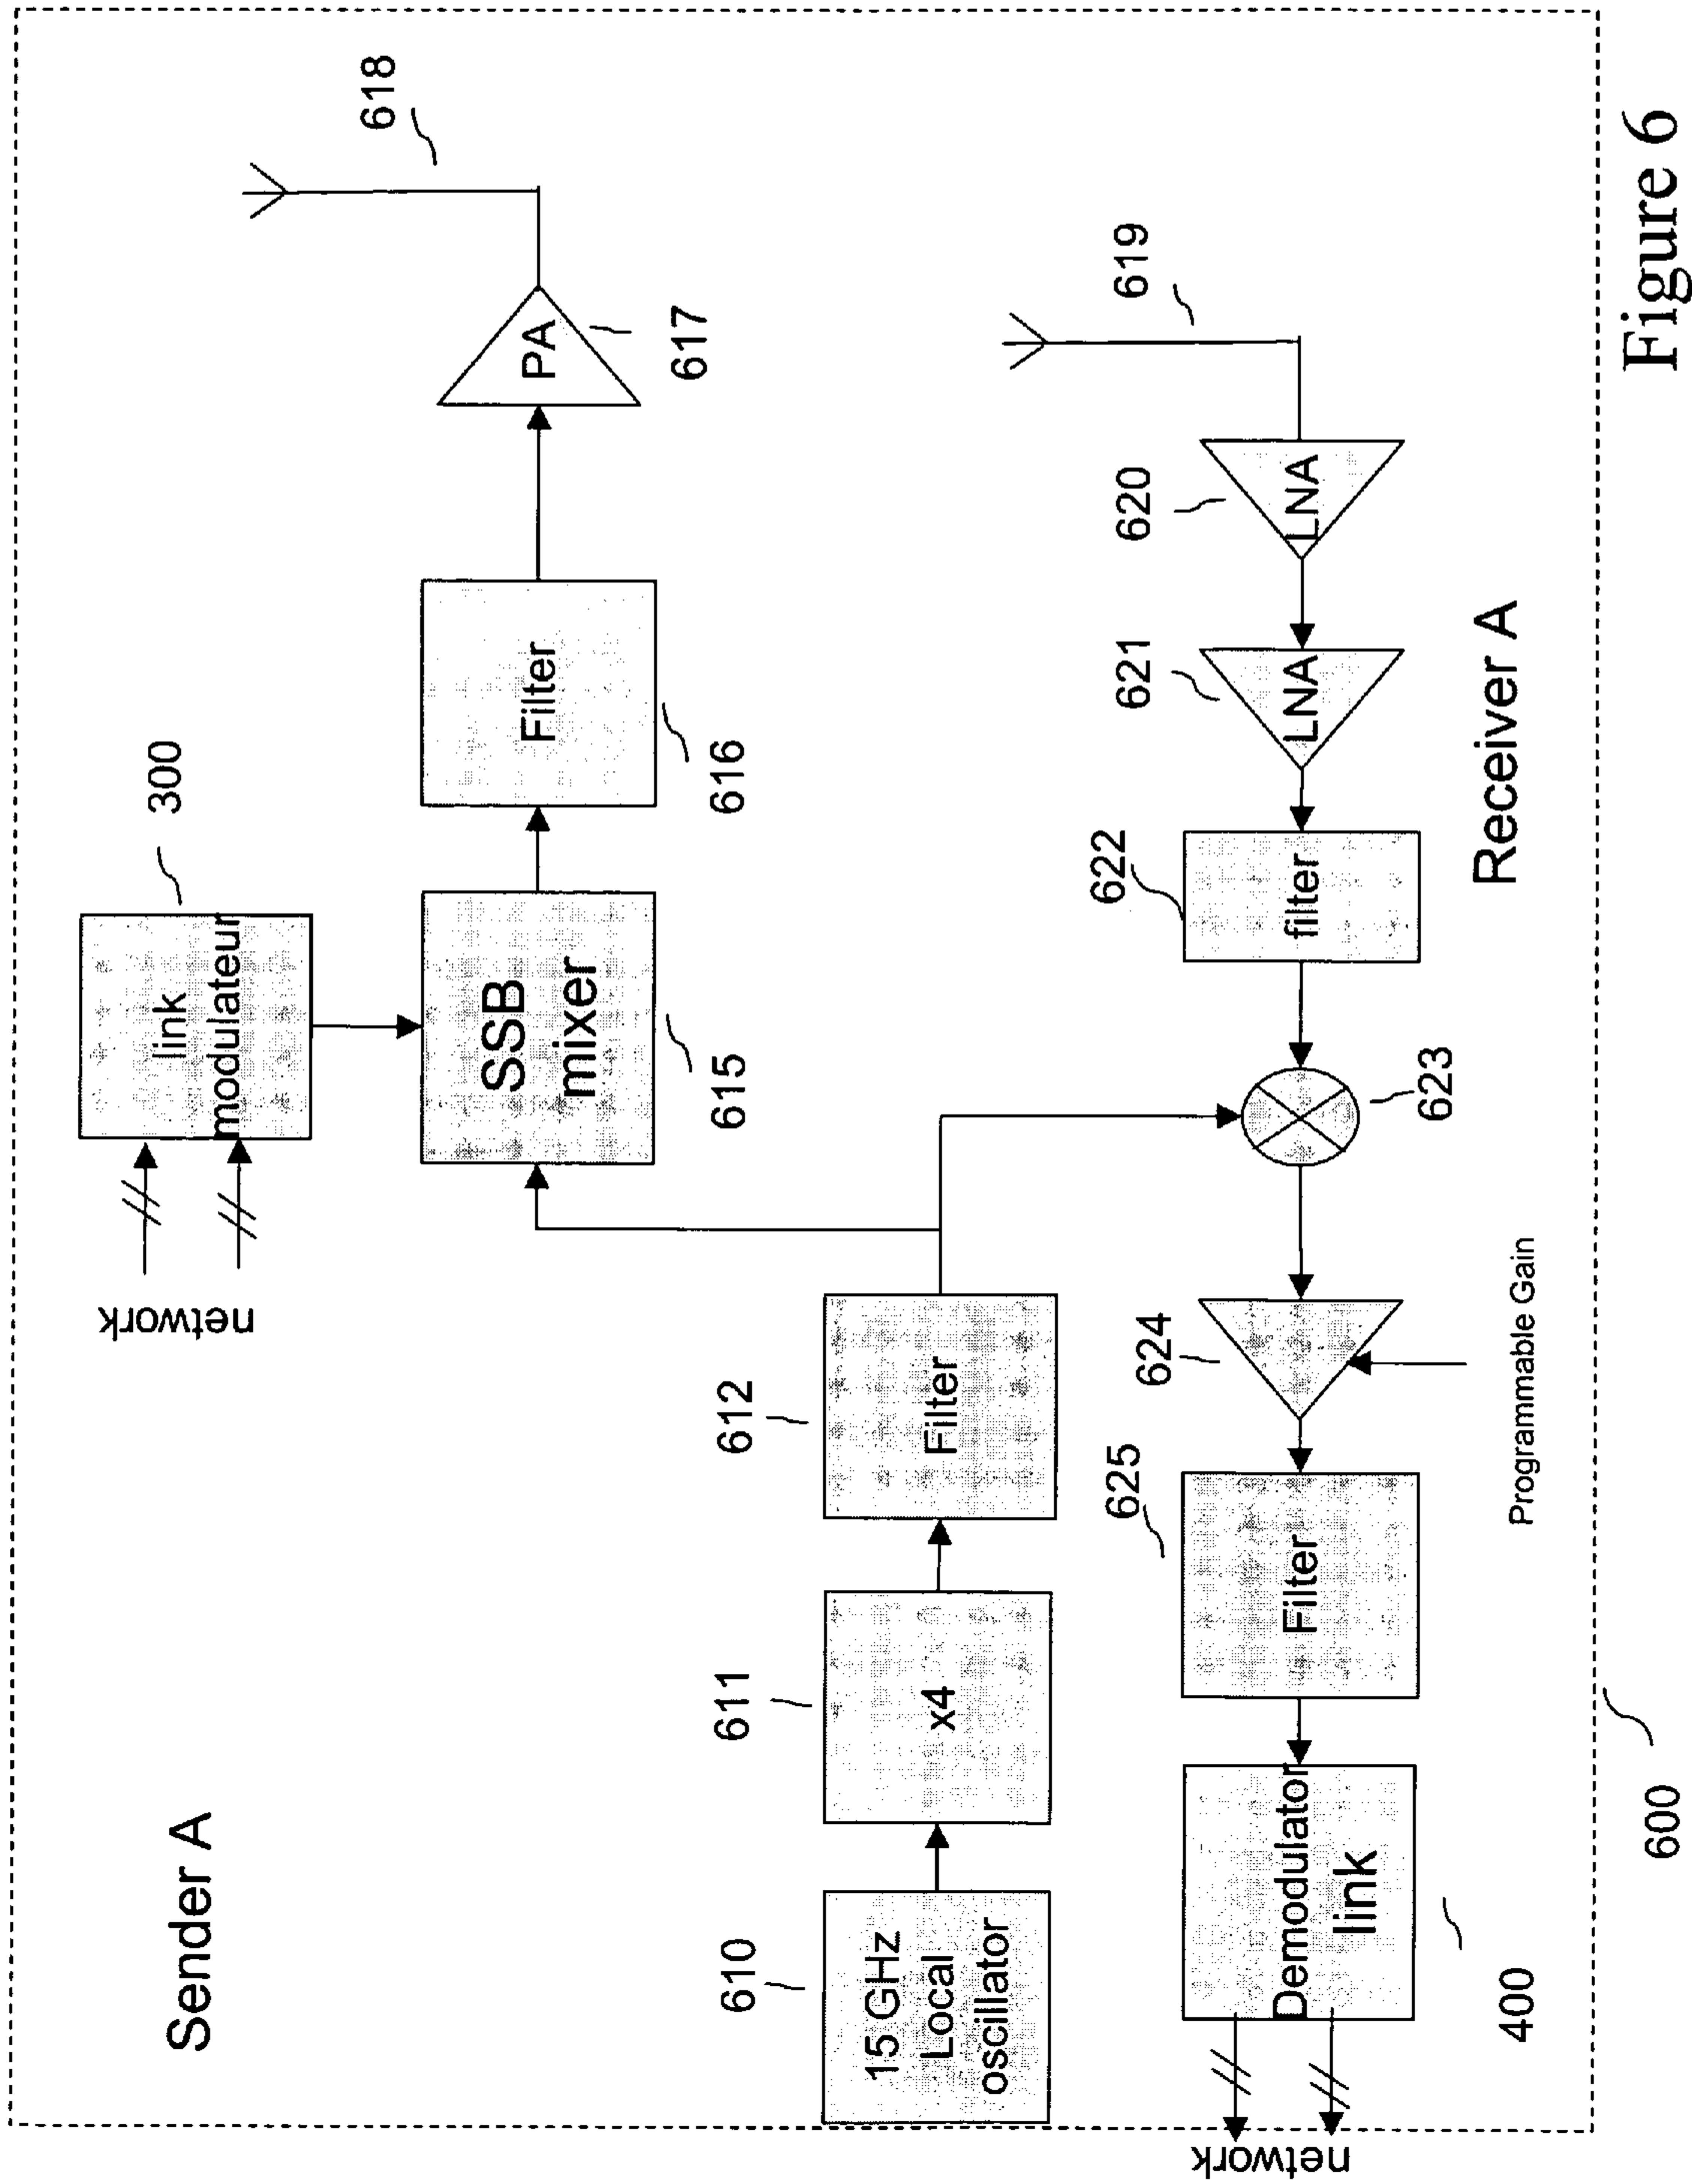 Sender A
network
300
link
modulateur
618
SSB
mixer
615
Filter
616
PA
617
610
15 GHz
Local
oscillator
611
x4
612
Filter
619
620
LNA
621
LNA
622
filter
623
624
Programmable Gain
625
Filter
Demodulator
link
400
network
Receiver A
600
Figure 6